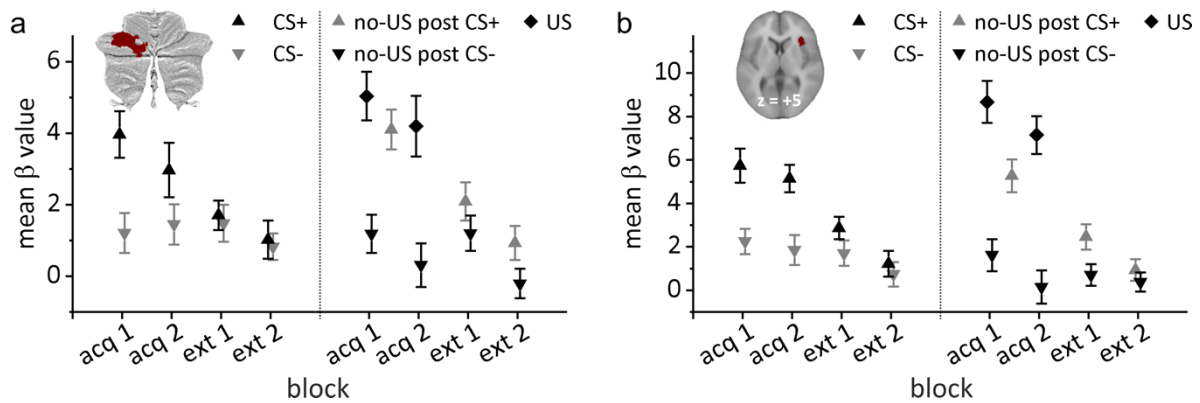 a
CS+
CS-
no-US post CS+
no-US post CS-
US
mean β value
6
4
2
0
acq 1
acq 2
ext 1
ext 2
acq 1
acq 2
ext 1
ext 2
block
b
CS+
CS-
no-US post CS+
no-US post CS-
US
z = +5
mean β value
10
8
6
4
2
0
acq 1
acq 2
ext 1
ext 2
acq 1
acq 2
ext 1
ext 2
block